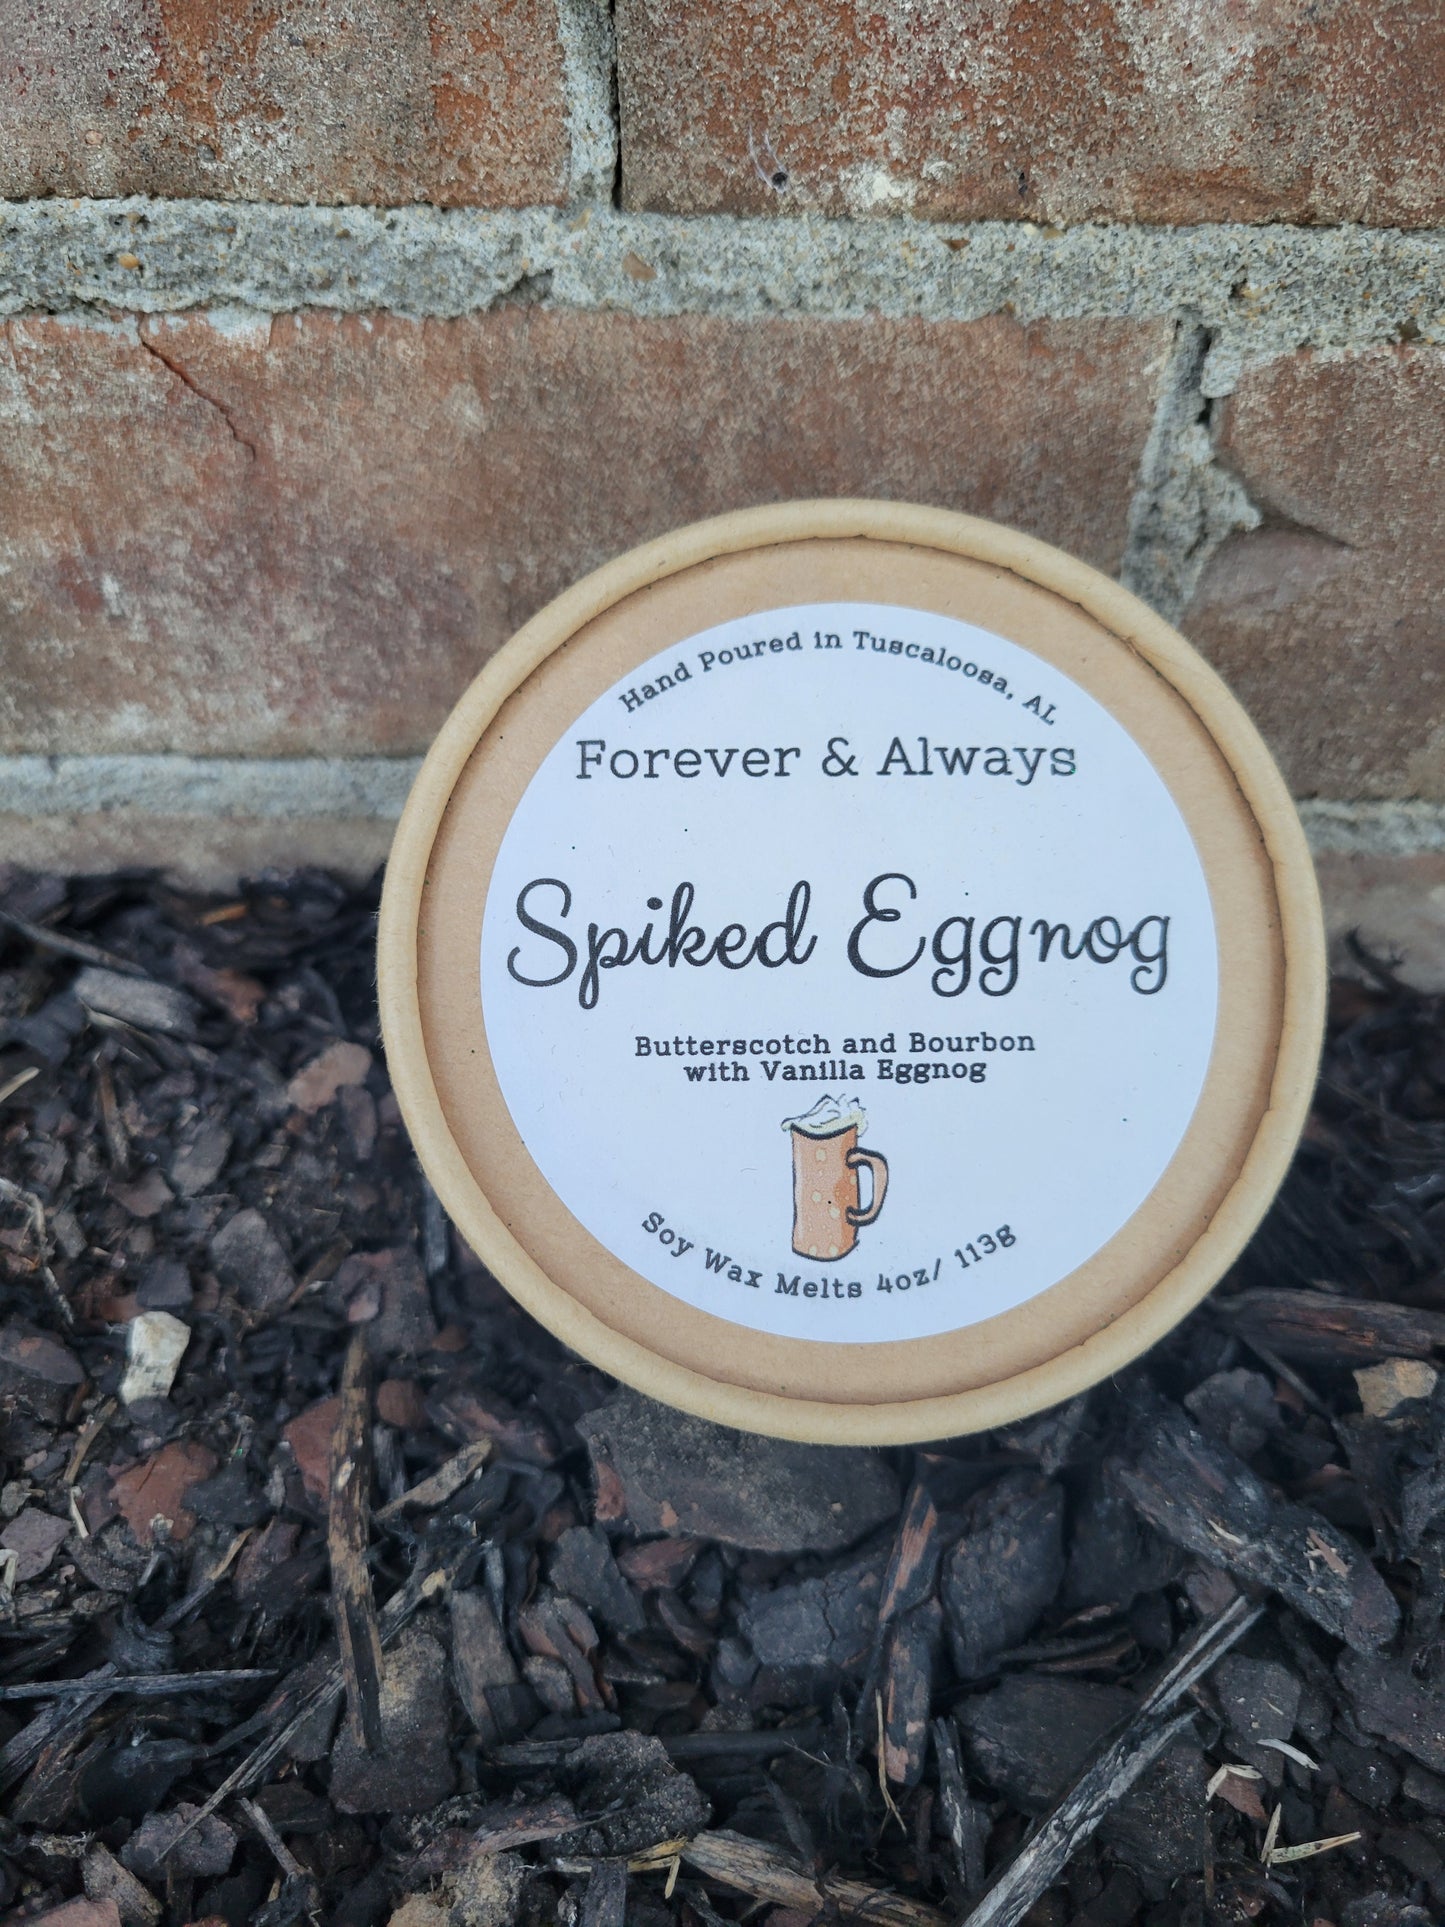 Hand Poured in Tuscaloosa, AL
Forever & Always
Spiked Eggnog
Butterscotch and Bourbon
with Vanilla Eggnog
Soy Wax Melts 4oz/ 113g